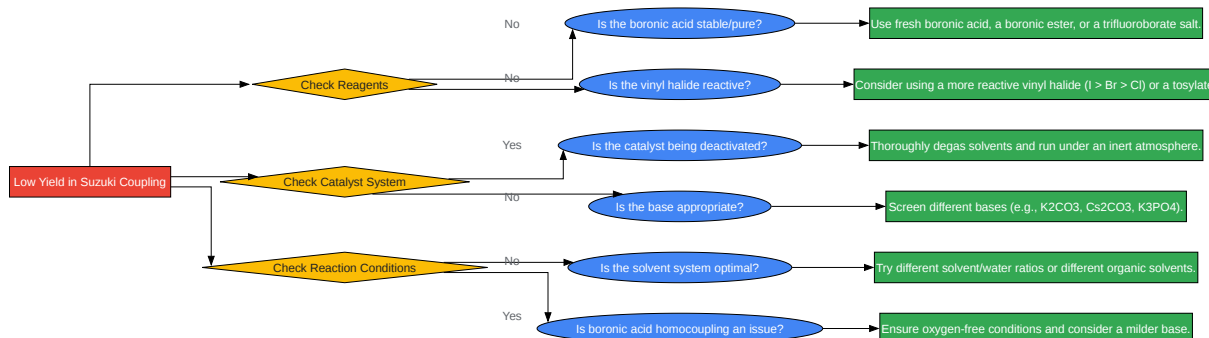 No
Is the boronic acid stable/pure?
Use fresh boronic acid, a boronic ester, or a trifluoroborate salt.
Check Reagents
No
Is the vinyl halide reactive?
Consider using a more reactive vinyl halide (I > Br > Cl) or a tosylate
Yes
Is the catalyst being deactivated?
Thoroughly degas solvents and run under an inert atmosphere.
Low Yield in Suzuki Coupling
Check Catalyst System
No
Is the base appropriate?
Screen different bases (e.g., K2CO3, Cs2CO3, K3PO4).
Check Reaction Conditions
No
Is the solvent system optimal?
Try different solvent/water ratios or different organic solvents.
Yes
Is boronic acid homocoupling an issue?
Ensure oxygen-free conditions and consider a milder base.